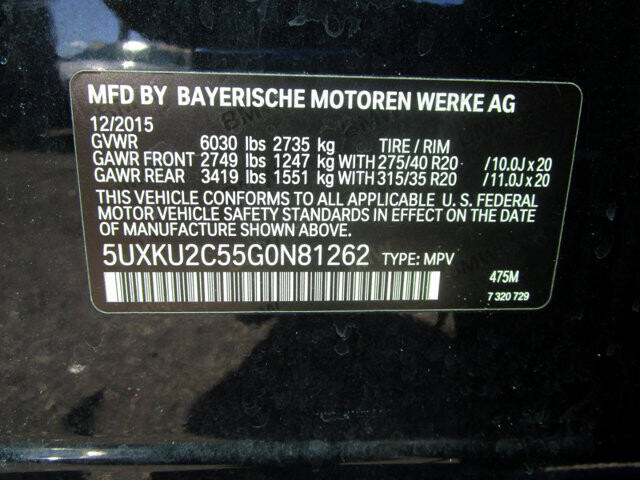 MFD BY BAYERISCHE MOTOREN WERKE AG
12/2015
GVWR 6030 lbs 2735 kg TIRE / RIM
GAWR FRONT 2749 lbs 1247 kg WITH 275/40 R20 /10.0J x 20
GAWR REAR 3419 lbs 1551 kg WITH 315/35 R20 /11.0J x 20
THIS VEHICLE CONFORMS TO ALL APPLICABLE U. S. FEDERAL
MOTOR VEHICLE SAFETY STANDARDS IN EFFECT ON THE DATE OF
MANUFACTURE SHOWN ABOVE.
5UXKU2C55G0N81262 TYPE: MPV
475M
7 320 729